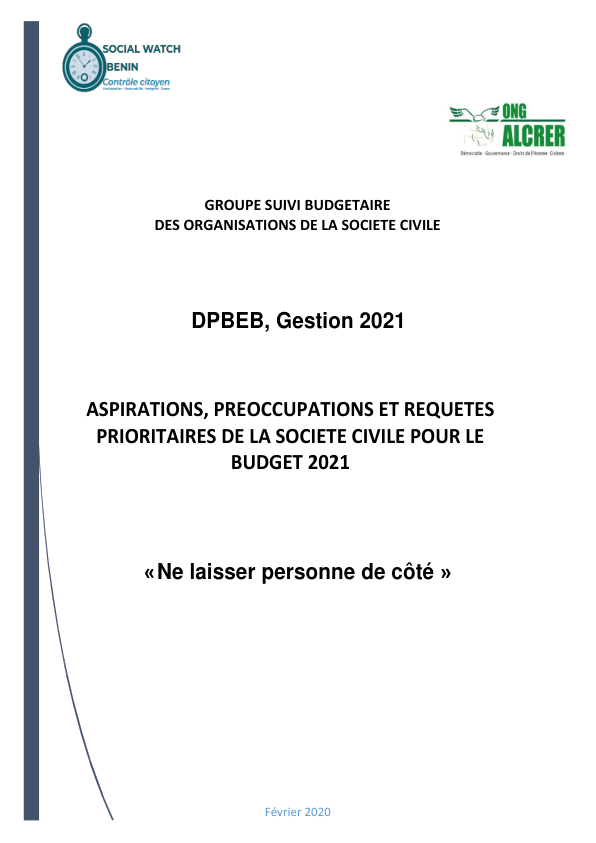 SOCIAL WATCH
BENIN
Contrôle citoyen
ONG
ALCRER
Démocratie - Gouvernance - Droits de l'Homme - Civisme
GROUPE SUIVI BUDGETAIRE
DES ORGANISATIONS DE LA SOCIETE CIVILE
DPBEB, Gestion 2021
ASPIRATIONS, PREOCCUPATIONS ET REQUETES
PRIORITAIRES DE LA SOCIETE CIVILE POUR LE
BUDGET 2021
«Ne laisser personne de côté »
Février 2020